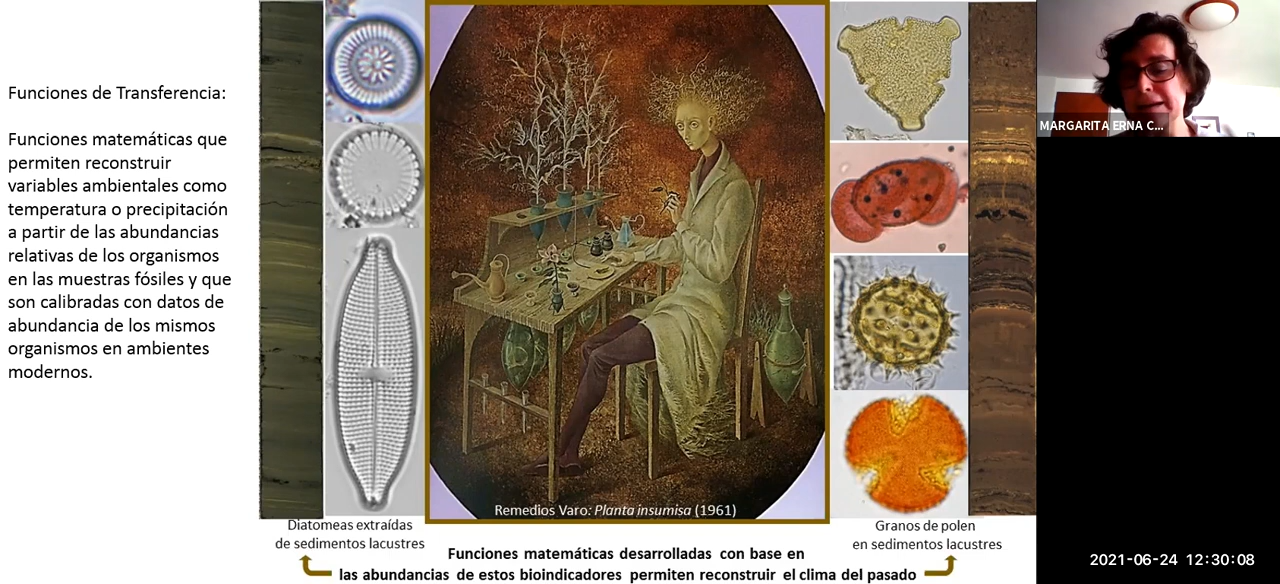 Funciones de Transferencia:
Funciones matemáticas que
permiten reconstruir
variables ambientales como
temperatura o precipitación
a partir de las abundancias
relativas de los organismos
en las muestras fósiles y que
son calibradas con datos de
abundancia de los mismos
organismos en ambientes
modernos.
Remedios Varo: Planta insumisa (1961)
Diatomeas extraídas
de sedimentos lacustres
Granos de polen
en sedimentos lacustres
Funciones matemáticas desarrolladas con base en
las abundancias de estos bioindicadores permiten reconstruir el clima del pasado
MARGARITA ERNA C...
2021-06-24 12:30:08